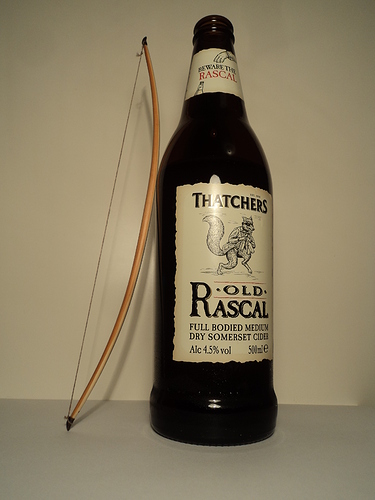 BEWARE THE
RASCAL
THATCHERS
·OLD·
RASCAL
FULL BODIED MEDIUM
DRY SOMERSET CIDER
Alc 4.5% vol 500ml e